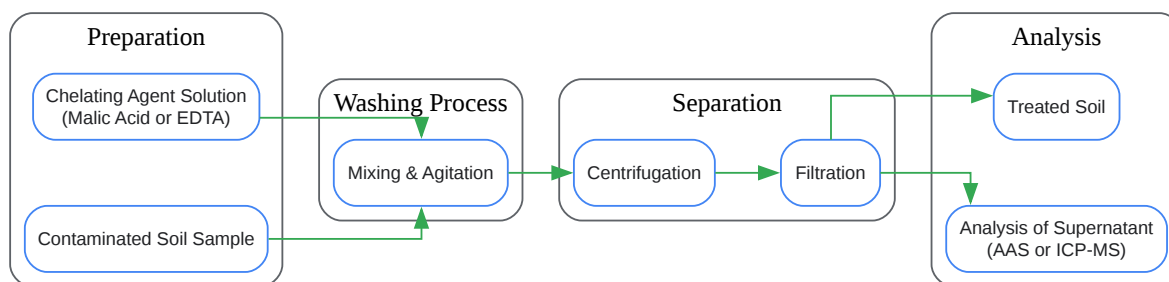 Preparation
Chelating Agent Solution
(Malic Acid or EDTA)
Contaminated Soil Sample
Washing Process
Mixing & Agitation
Separation
Centrifugation
Filtration
Analysis
Treated Soil
Analysis of Supernatant
(AAS or ICP-MS)